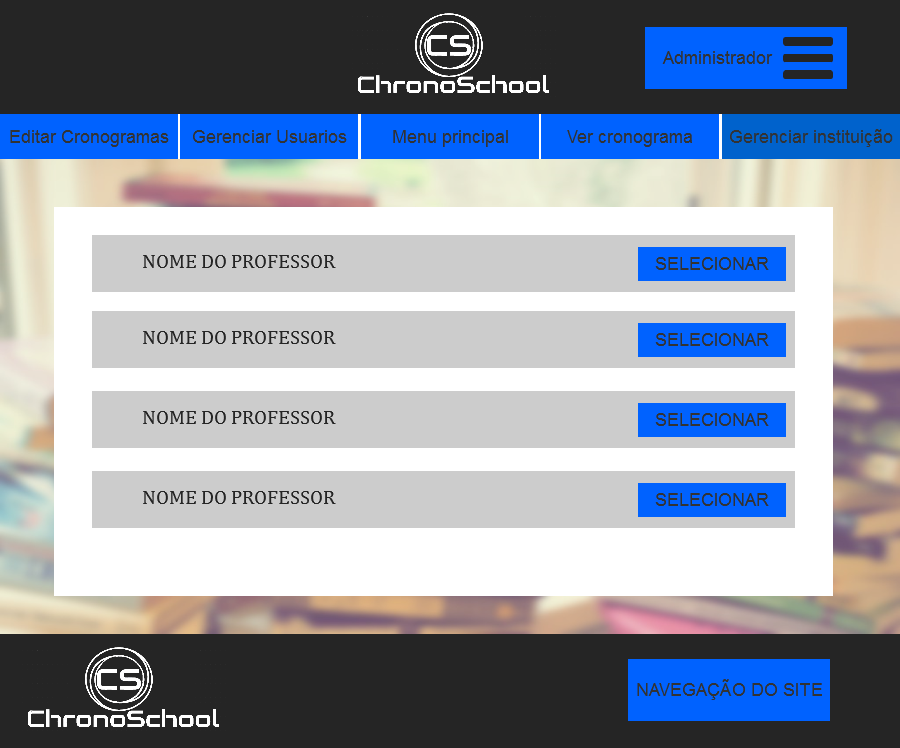 CS
ChronoSchool
Administrador
Editar Cronogramas
Gerenciar Usuarios
Menu principal
Ver cronograma
Gerenciar instituição
NOME DO PROFESSOR
SELECIONAR
NOME DO PROFESSOR
SELECIONAR
NOME DO PROFESSOR
SELECIONAR
NOME DO PROFESSOR
SELECIONAR
CS
ChronoSchool
NAVEGAÇÃO DO SITE